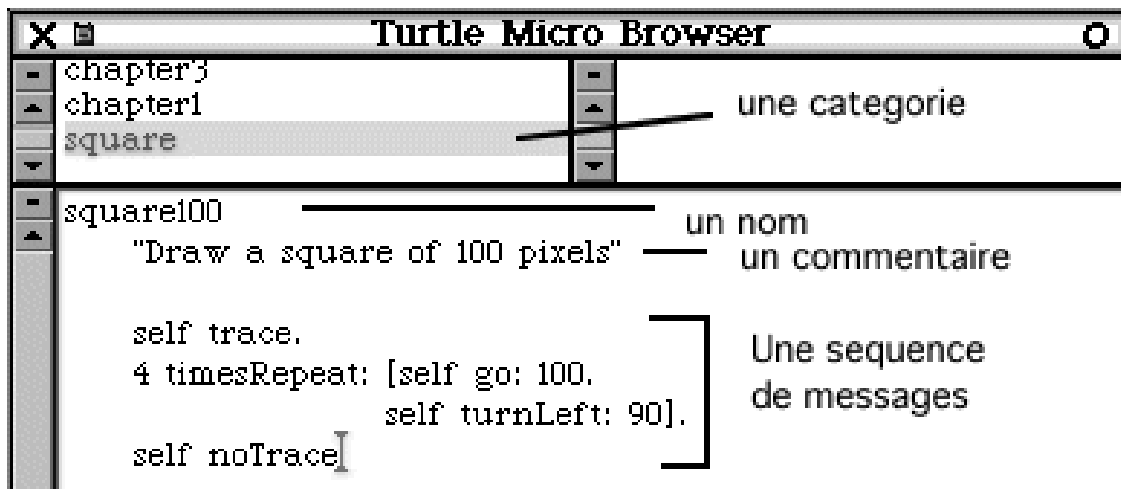 Turtle Micro Browser
chapter3
chapter1
square
une categorie
square100
un nom
"Draw a square of 100 pixels"
un commentaire
self trace.
4 timesRepeat: [self go: 100.
self turnLeft: 90].
self noTrace
Une sequence
de messages